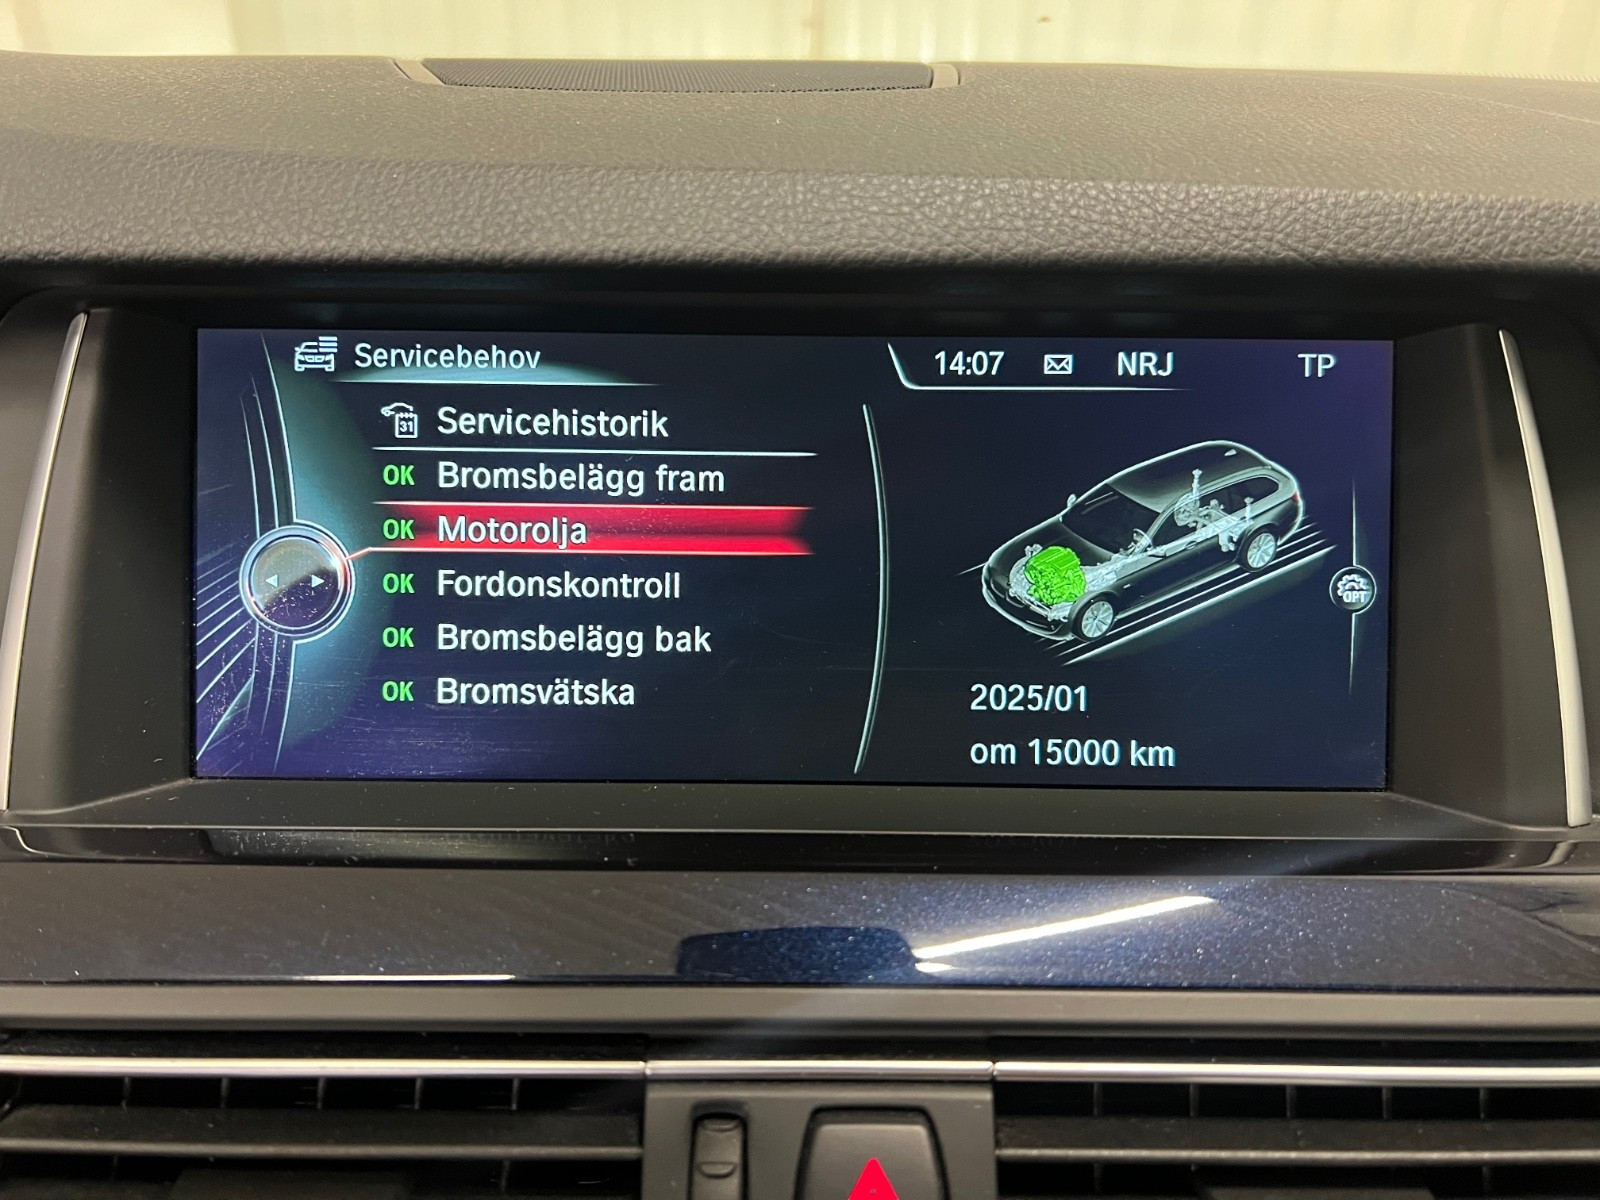 Servicebehov
14:07 NRJ TP
31 Servicehistorik
OK Bromsbelägg fram
OK Motorolja
OK Fordonskontroll
OK Bromsbelägg bak
OK Bromsvätska
OPT
2025/01
om 15000 km